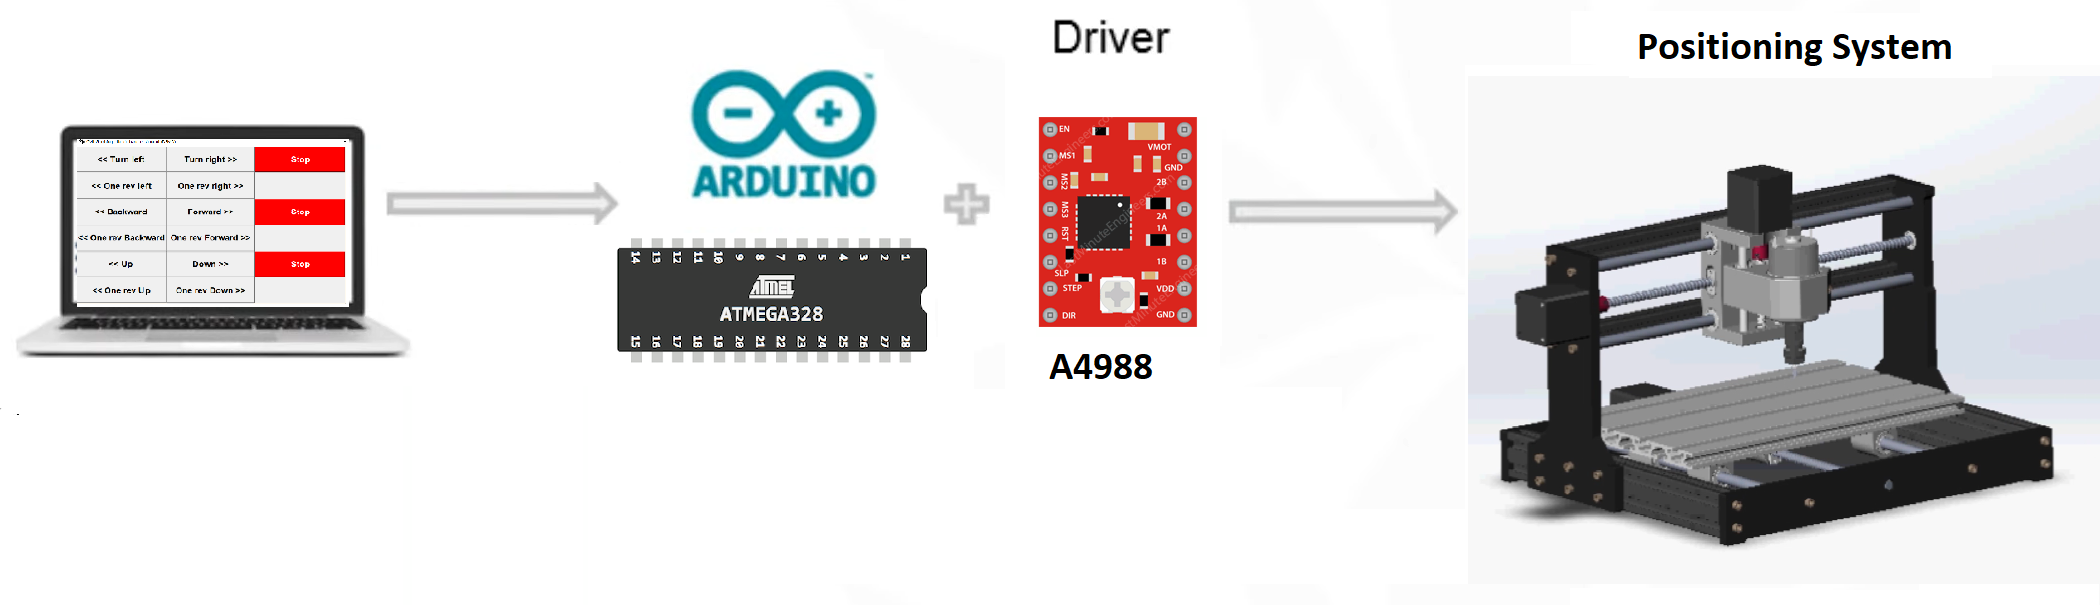 Driver
Positioning System
<< Turn left Turn right >> Stop
<< One rev left One rev right >>
<< Backward Forward >> Stop
<< One rev Backward One rev Forward >>
<< Up Down >> Stop
<< One rev Up One rev Down >>
ARDUINO
™
14 13 12 11 10 9 8 7 6 5 4 3 2 1
ATMEL
ATMEGA328
15 16 17 18 19 20 21 22 23 24 25 26 27 28
EN
MS1
MS2
MS3
RST
SLP
STEP
DIR
VMOT
GND
2B
2A
1A
1B
VDD
GND
A4988